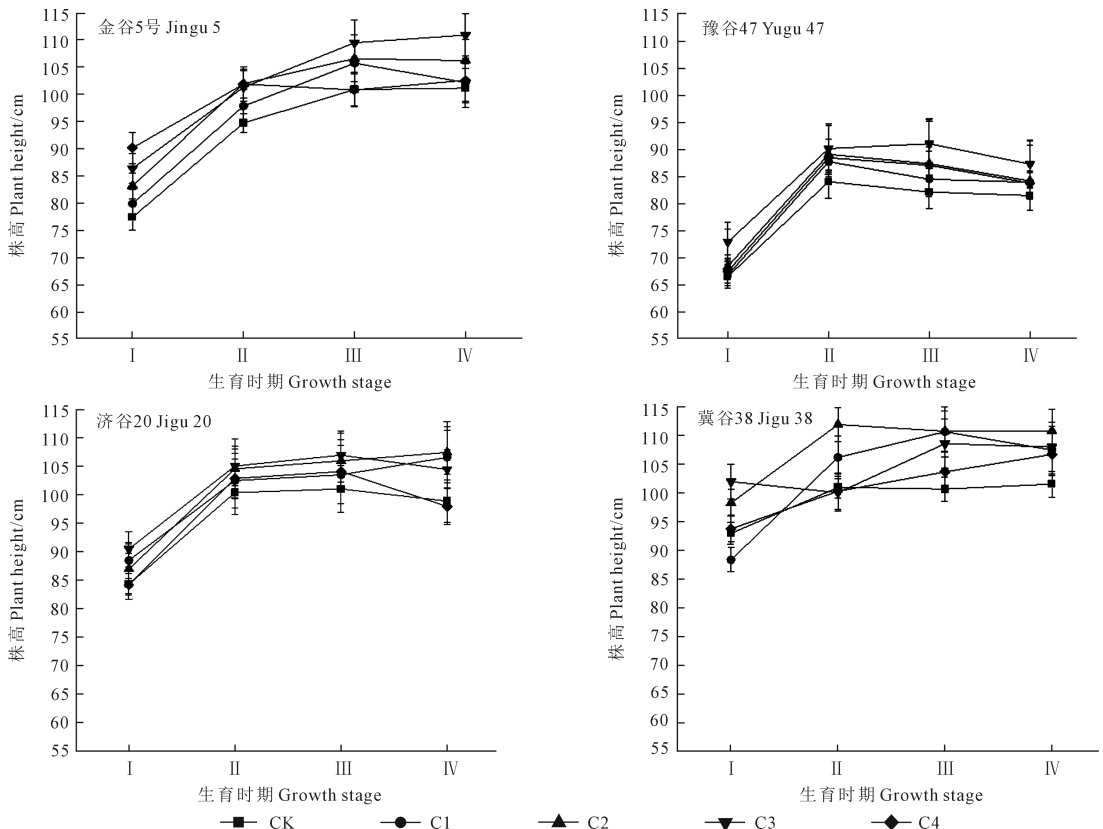 金谷5号 Jingu 5
株高 Plant height/cm
115
110
105
100
95
90
85
80
75
70
65
60
55
I
II
III
IV
生育时期 Growth stage
豫谷47 Yugu 47
株高 Plant height/cm
115
110
105
100
95
90
85
80
75
70
65
60
55
I
II
III
IV
生育时期 Growth stage
济谷20 Jigu 20
株高 Plant height/cm
115
110
105
100
95
90
85
80
75
70
65
60
55
I
II
III
IV
生育时期 Growth stage
冀谷38 Jigu 38
株高 Plant height/cm
115
110
105
100
95
90
85
80
75
70
65
60
55
I
II
III
IV
生育时期 Growth stage
CK
C1
C2
C3
C4